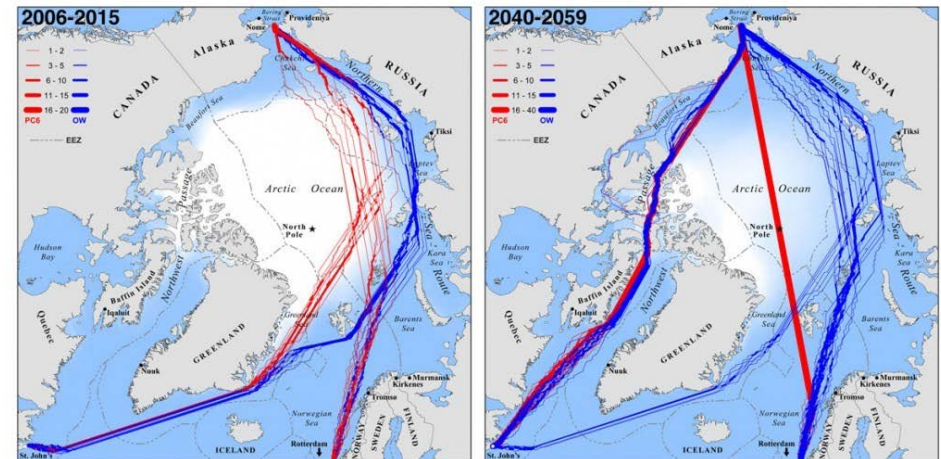 2006-2015
Bering
Strait
Provideniya
Nome
Alaska
Chukchi
Sea
Northern
RUSSIA
CANADA
1 - 2
3 - 5
6 - 10
11 - 15
16 - 20
PC6 OW
EEZ
Beaufort Sea
Tiksi
Laptev
Sea
Passage
Arctic Ocean
North
Pole
Sea
Kara
Sea
Route
Hudson
Bay
Baffin Island
Northwest
Iqaluit
Quebec
GREENLAND
Greenland
Sea
Barents
Sea
Nuuk
Murmansk
Kirkenes
Tromsø
Norwegian
Sea
NORWAY
SWEDEN
FINLAND
ICELAND
Rotterdam
St. John's
2040-2059
Bering
Strait
Provideniya
Nome
Alaska
Chukchi
Sea
Northern
RUSSIA
CANADA
1 - 2
3 - 5
6 - 10
11 - 15
16 - 40
PC6 OW
EEZ
Beaufort Sea
Tiksi
Laptev
Sea
Passage
Arctic Ocean
North
Pole
Sea
Kara
Sea
Route
Hudson
Bay
Baffin Island
Northwest
Iqaluit
Quebec
GREENLAND
Greenland
Sea
Barents
Sea
Nuuk
Murmansk
Kirkenes
Tromsø
Norwegian
Sea
NORWAY
SWEDEN
FINLAND
ICELAND
Rotterdam
St. John's